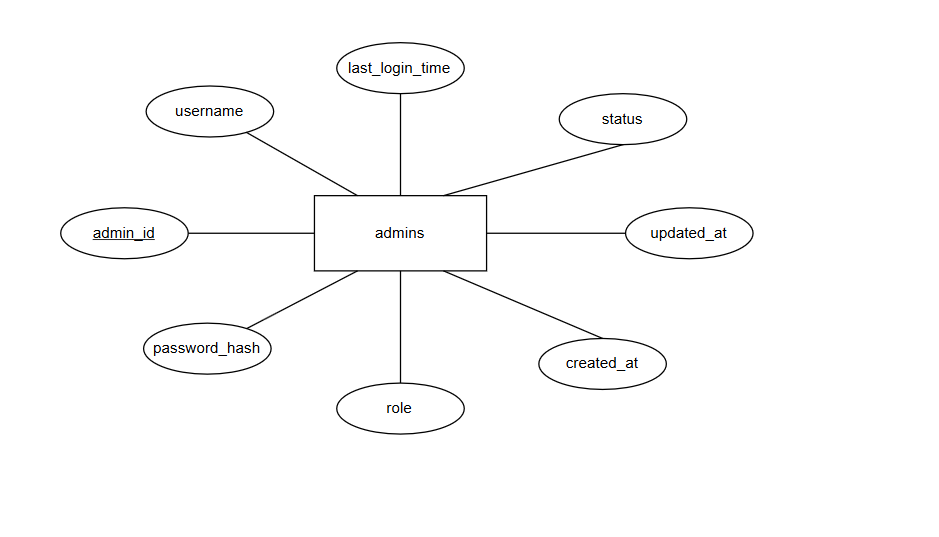 last_login_time
username
status
admin_id
admins
updated_at
password_hash
created_at
role